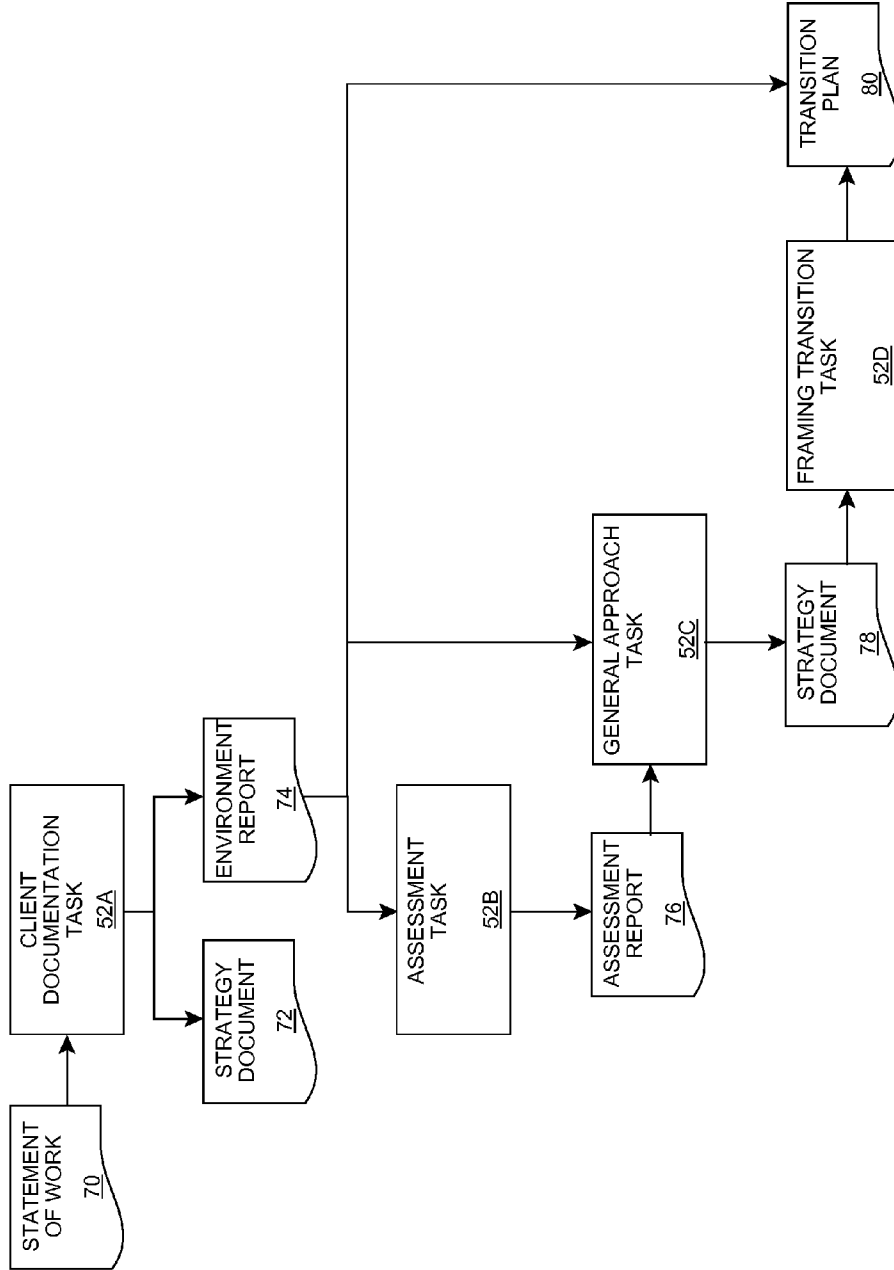 STATEMENT
OF WORK
70
CLIENT
DOCUMENTATION
TASK
52A
STRATEGY
DOCUMENT
72
ENVIRONMENT
REPORT
74
ASSESSMENT
TASK
52B
ASSESSMENT
REPORT
76
GENERAL APPROACH
TASK
52C
STRATEGY
DOCUMENT
78
FRAMING TRANSITION
TASK
52D
TRANSITION
PLAN
80